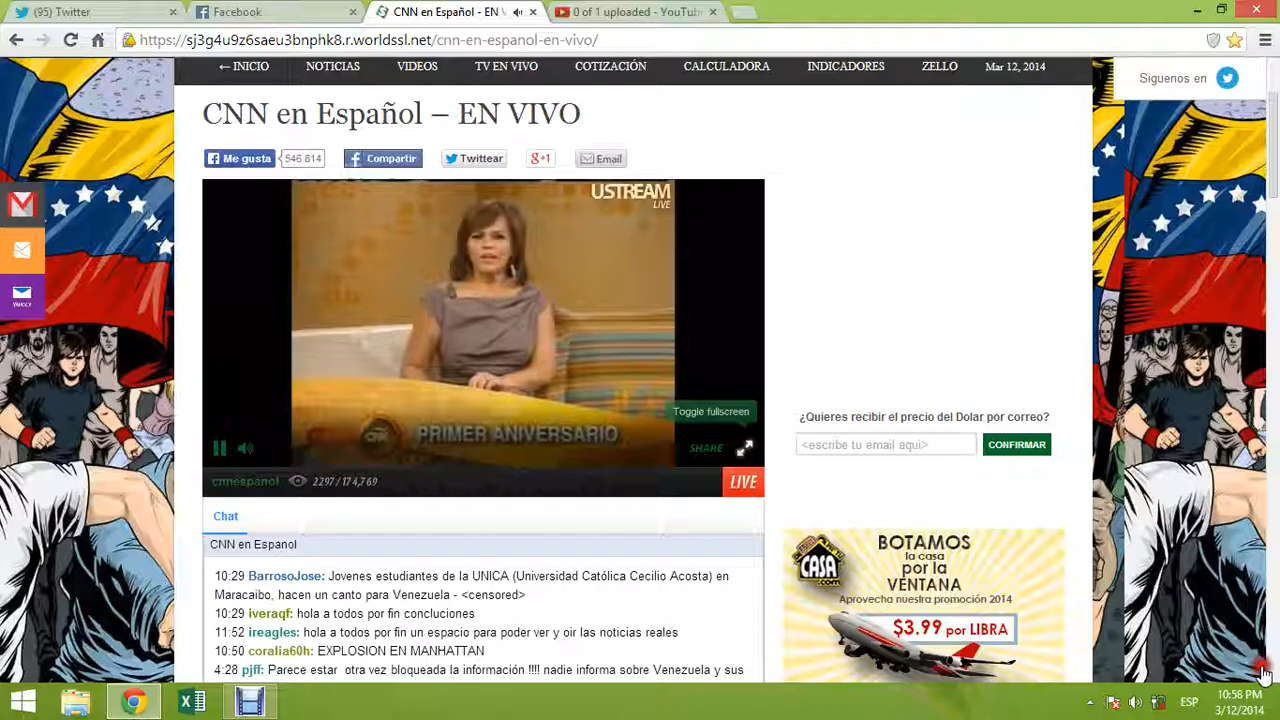 (95) Twitter
Facebook
CNN en Español - EN V
0 of 1 uploaded - YouTub
https://sj3g4u9z6saeu3bnphk8.r.worldssl.net/cnn-en-espanol-en-vivo/
← INICIO NOTICIAS VIDEOS TV EN VIVO COTIZACIÓN CALCULADORA INDICADORES ZELLO Mar 12, 2014
Siguenos en
CNN en Español – EN VIVO
Me gusta 546 814 Compartir Twittear g+1 Email
USTREAM
LIVE
Toggle fullscreen
CNN PRIMER ANIVERSARIO
SHARE
cnnespanol 2297 / 174,769
LIVE
YAHOO!
¿Quieres recibir el precio del Dolar por correo?
<escribe tu email aqui> CONFIRMAR
Chat
CNN en Espanol
10:29 BarrosoJose: Jovenes estudiantes de la UNICA (Universidad Católica Cecilio Acosta) en
Maracaibo, hacen un canto para Venezuela - <censored>
10:29 iveraqf: hola a todos por fin concluciones
11:52 ireagles: hola a todos por fin un espacio para poder ver y oir las noticias reales
10:50 coralia60h: EXPLOSION EN MANHATTAN
4:28 pjff: Parece estar otra vez bloqueada la información !!!! nadie informa sobre Venezuela y sus
CASA
.com
BOTAMOS
la casa
por la
VENTANA
Aprovecha nuestra promoción 2014
$3.99 por LIBRA
ESP
10:58 PM
3/12/2014